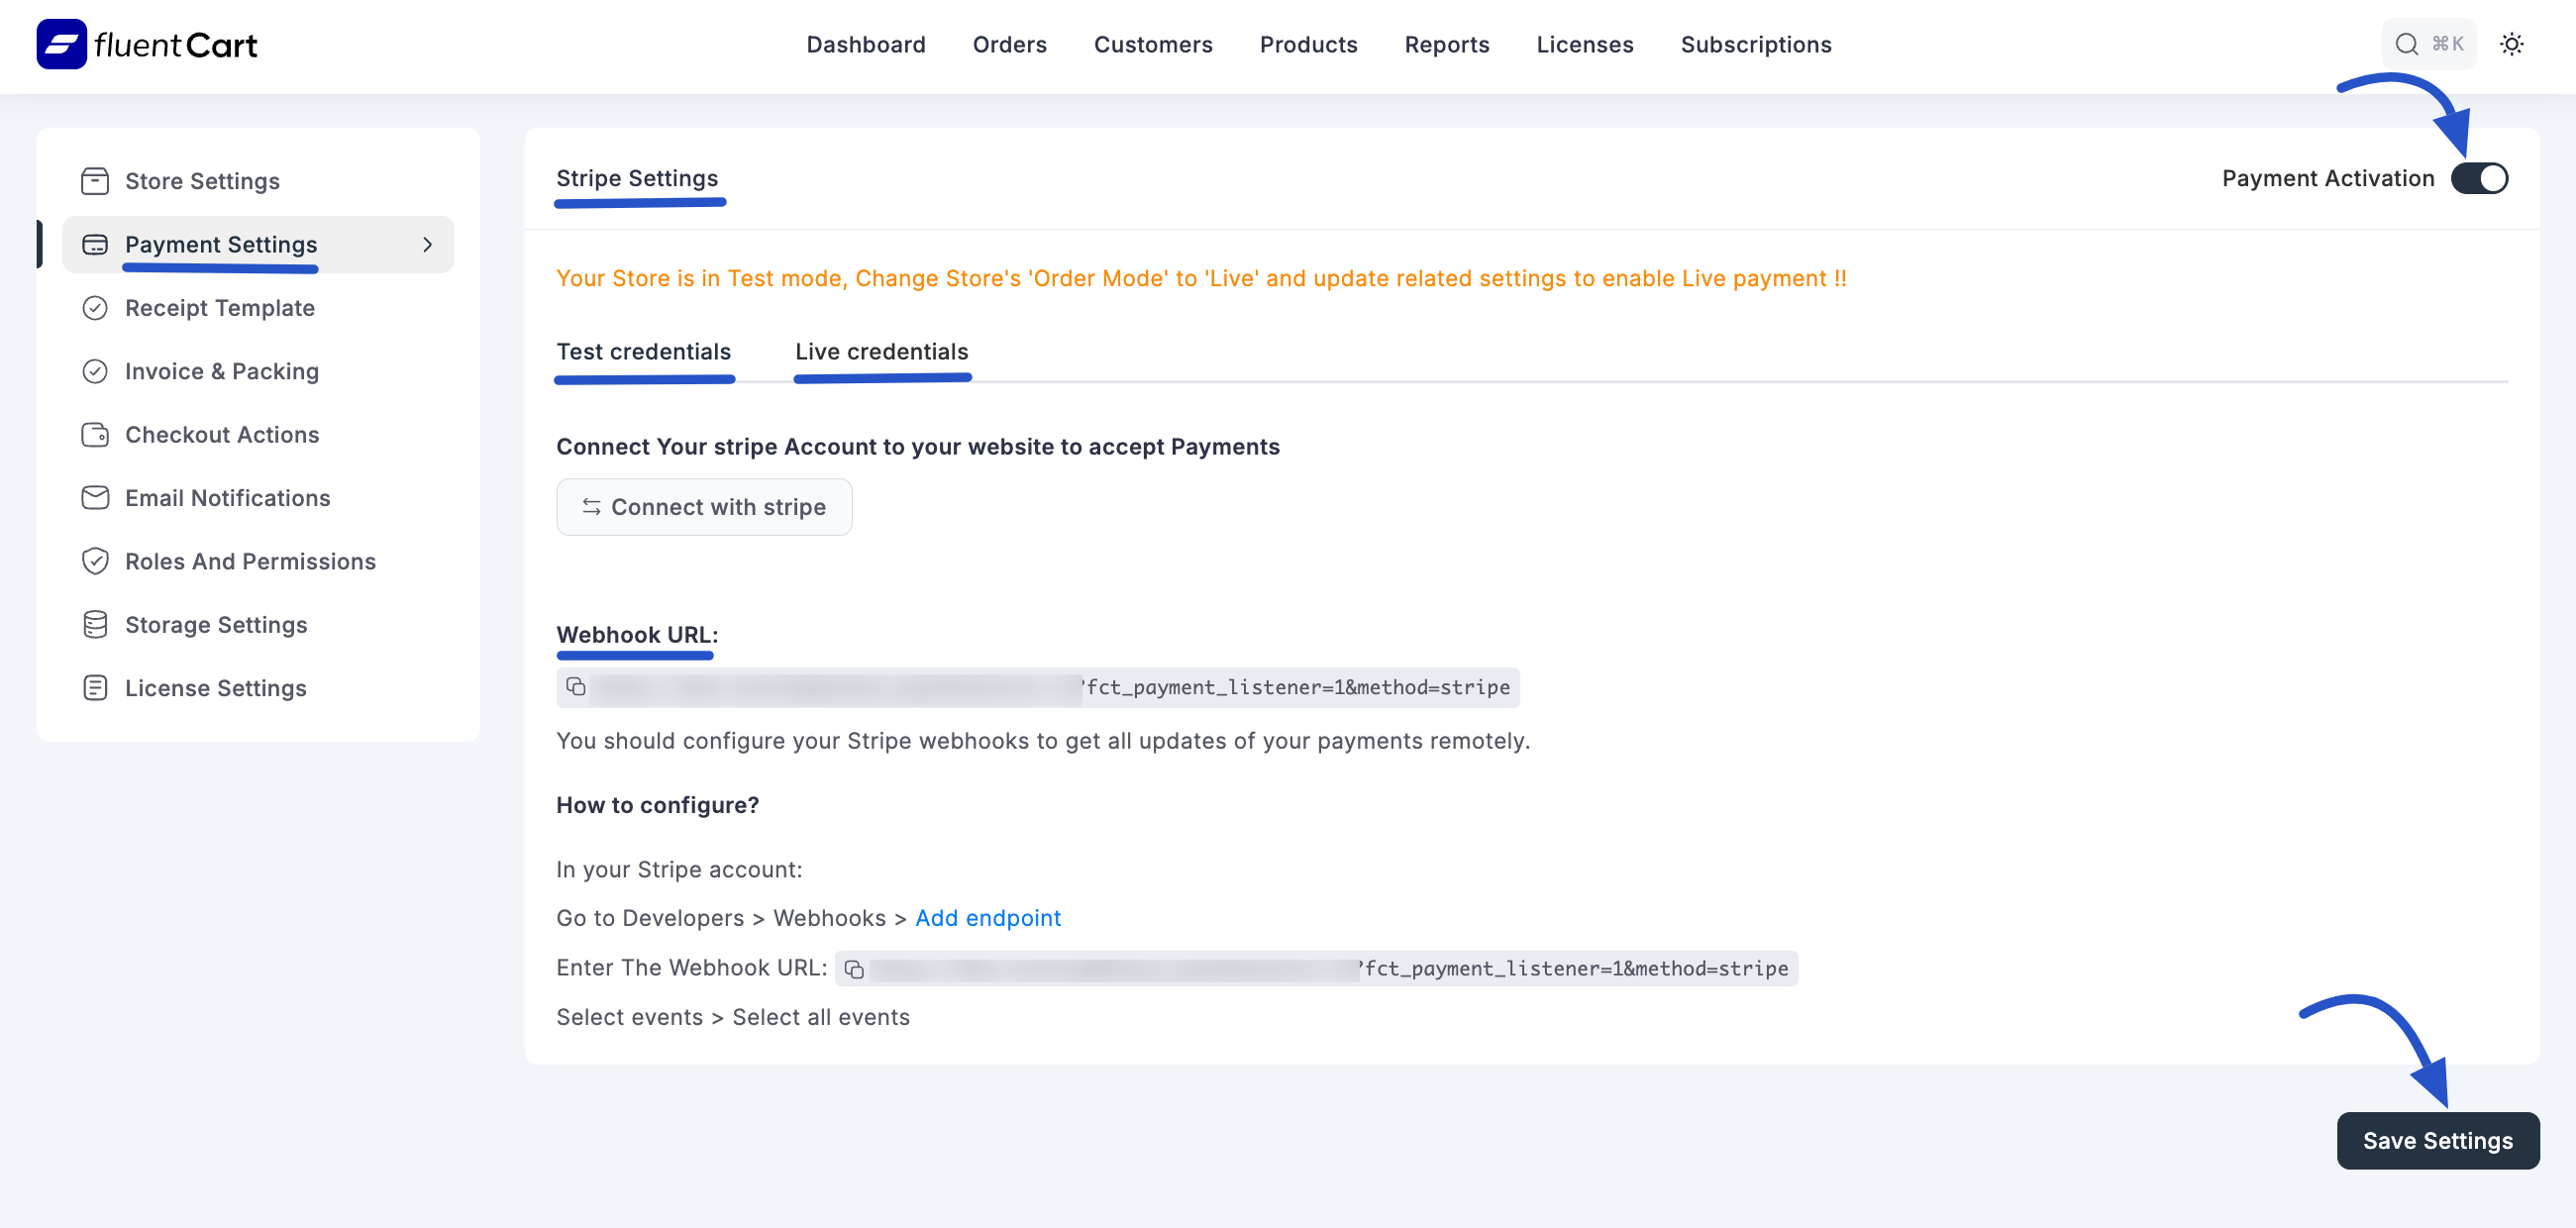 fluentCart
Dashboard Orders Customers Products Reports Licenses Subscriptions
⌘K
Store Settings
Payment Settings
Receipt Template
Invoice & Packing
Checkout Actions
Email Notifications
Roles And Permissions
Storage Settings
License Settings
Stripe Settings
Payment Activation
Your Store is in Test mode, Change Store's 'Order Mode' to 'Live' and update related settings to enable Live payment !!
Test credentials Live credentials
Connect Your stripe Account to your website to accept Payments
Connect with stripe
Webhook URL:
?fct_payment_listener=1&method=stripe
You should configure your Stripe webhooks to get all updates of your payments remotely.
How to configure?
In your Stripe account:
Go to Developers > Webhooks > Add endpoint
Enter The Webhook URL: ?fct_payment_listener=1&method=stripe
Select events > Select all events
Save Settings